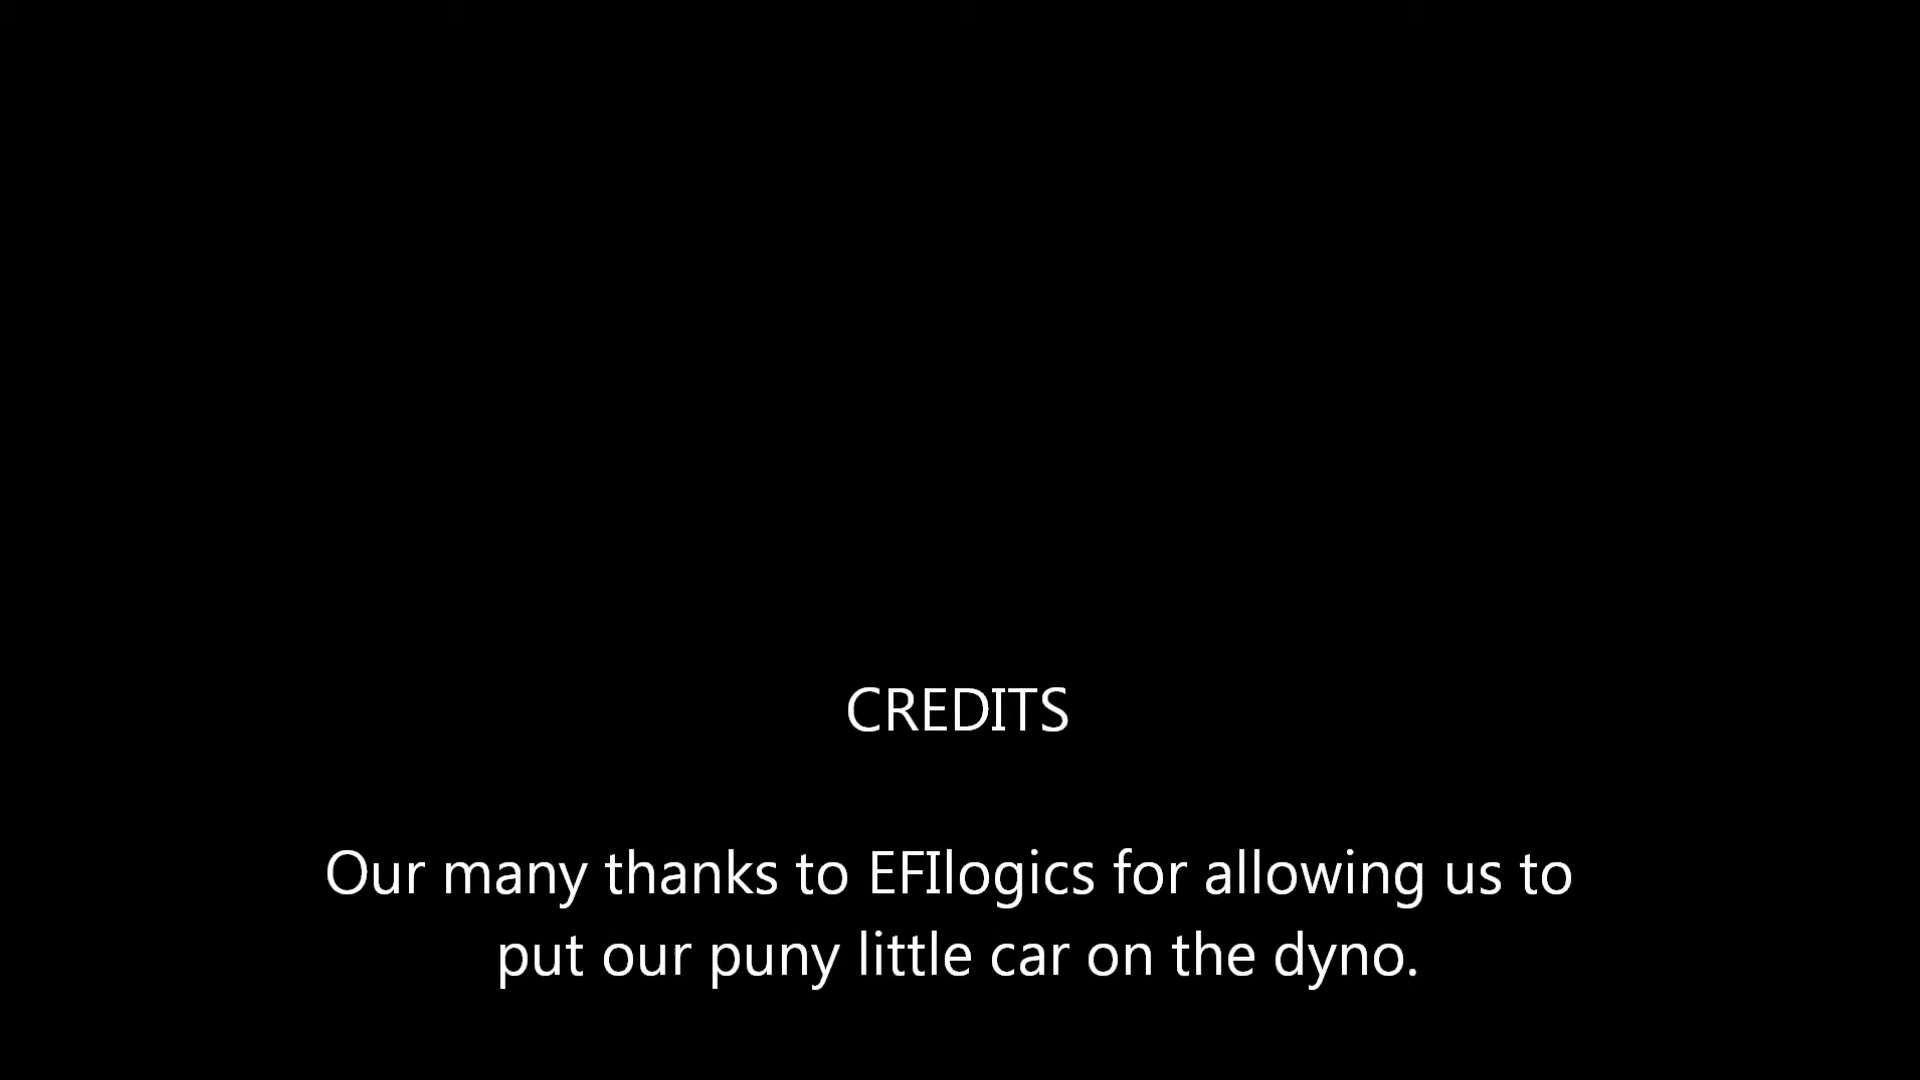 CREDITS
Our many thanks to EFIlogics for allowing us to
put our puny little car on the dyno.